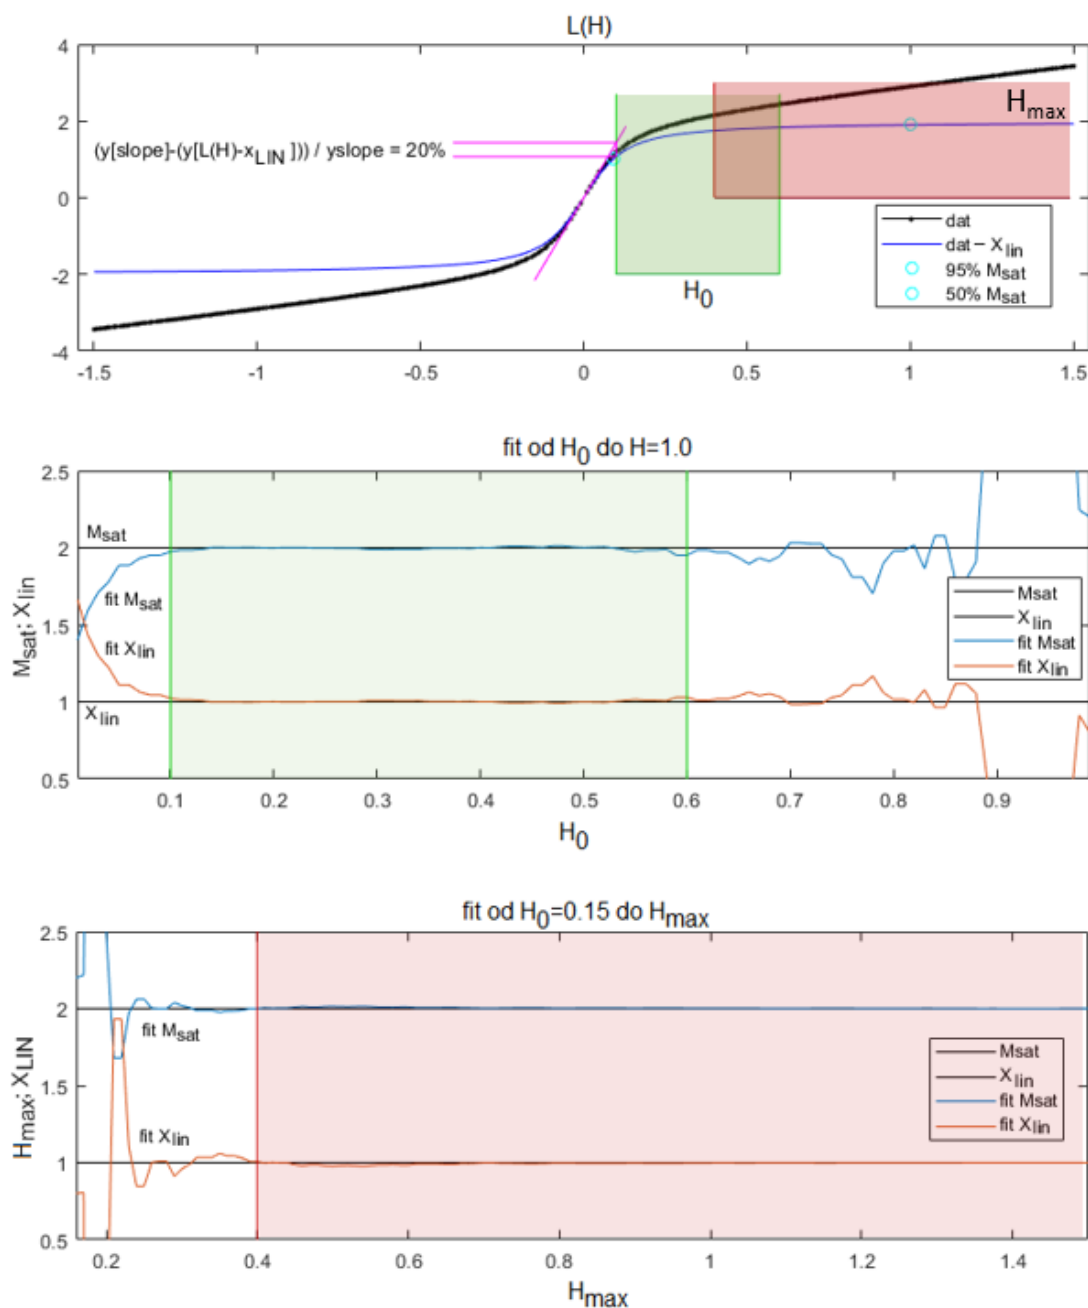 L(H)
4
2
0
-2
-4
(y[slope]-(y[L(H)-x_LIN ])) / yslope = 20%
H_max
H_0
dat
dat − X_lin
95% M_sat
50% M_sat
-1.5 -1 -0.5 0 0.5 1 1.5
fit od H_0 do H=1.0
M_sat; X_lin
2.5
2
1.5
1
0.5
M_sat
fit M_sat
fit X_lin
X_lin
M_sat
X_lin
fit M_sat
fit X_lin
0.1 0.2 0.3 0.4 0.5 0.6 0.7 0.8 0.9
H_0
fit od H_0=0.15 do H_max
H_max; X_LIN
2.5
2
1.5
1
0.5
fit M_sat
fit X_lin
Msat
X_lin
fit Msat
fit X_lin
0.2 0.4 0.6 0.8 1 1.2 1.4
H_max